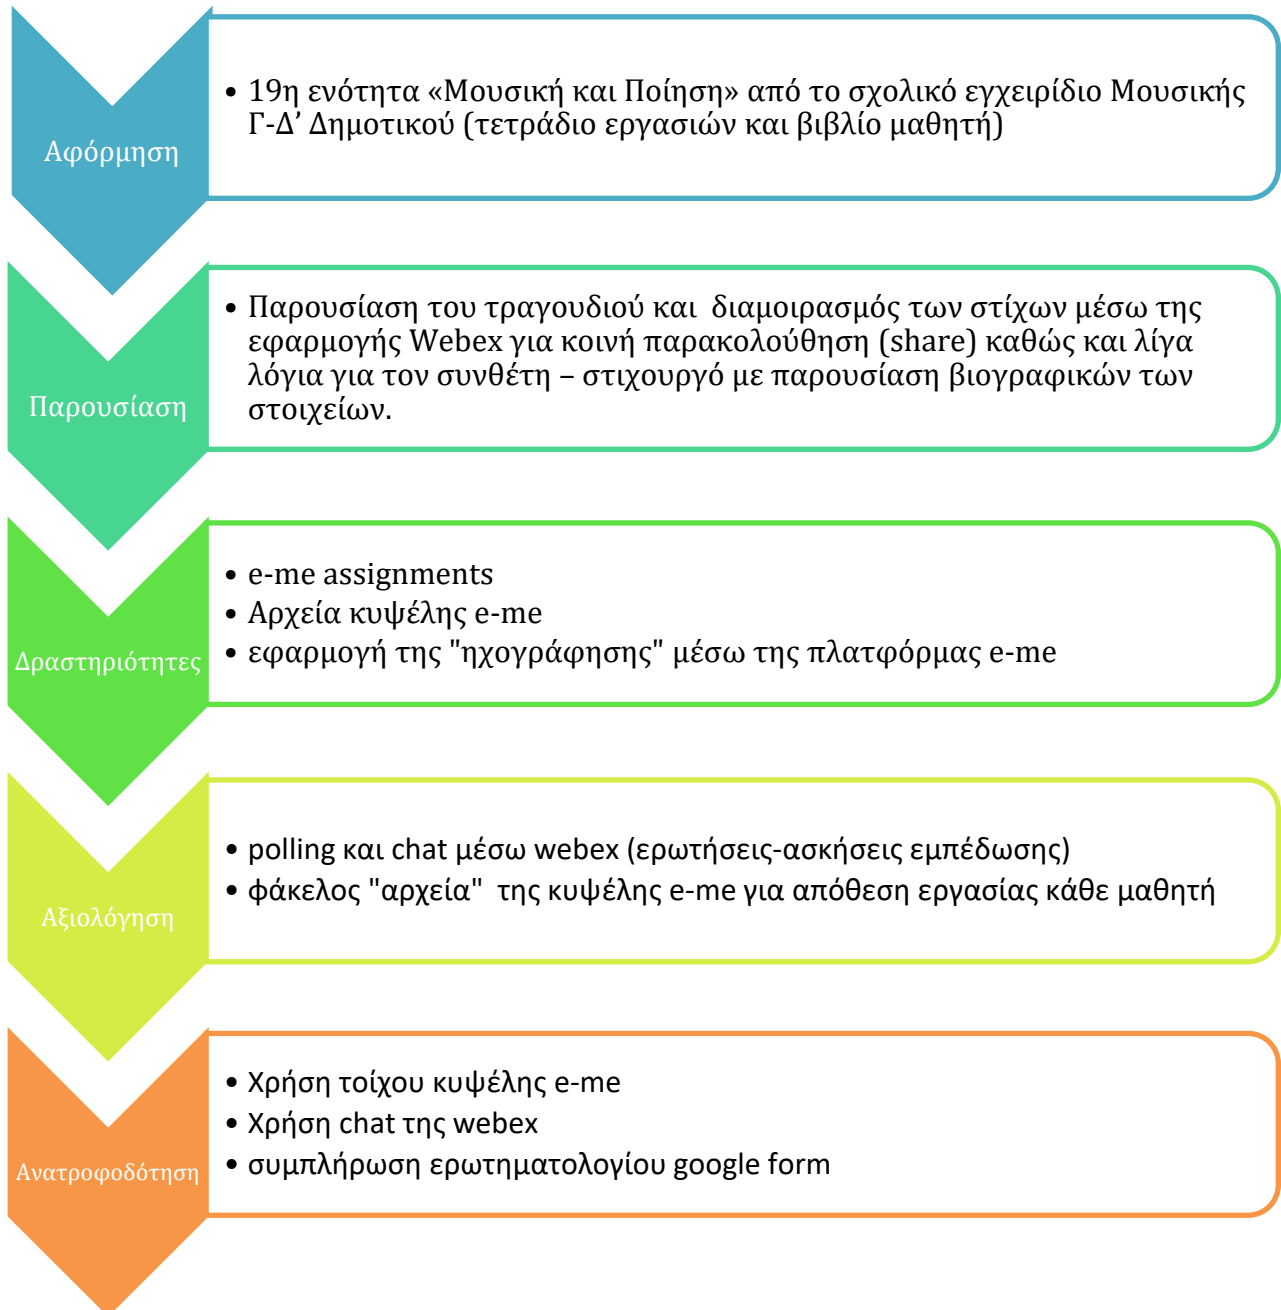 Αφόρμηση
• 19η ενότητα «Μουσική και Ποίηση» από το σχολικό εγχειρίδιο Μουσικής
Γ-Δ’ Δημοτικού (τετράδιο εργασιών και βιβλίο μαθητή)
Παρουσίαση
• Παρουσίαση του τραγουδιού και διαμοιρασμός των στίχων μέσω της
εφαρμογής Webex για κοινή παρακολούθηση (share) καθώς και λίγα
λόγια για τον συνθέτη – στιχουργό με παρουσίαση βιογραφικών των
στοιχείων.
Δραστηριότητες
• e-me assignments
• Αρχεία κυψέλης e-me
• εφαρμογή της "ηχογράφησης" μέσω της πλατφόρμας e-me
Αξιολόγηση
• polling και chat μέσω webex (ερωτήσεις-ασκήσεις εμπέδωσης)
• φάκελος "αρχεία" της κυψέλης e-me για απόθεση εργασίας κάθε μαθητή
Ανατροφοδότηση
• Χρήση τοίχου κυψέλης e-me
• Χρήση chat της webex
• συμπλήρωση ερωτηματολογίου google form